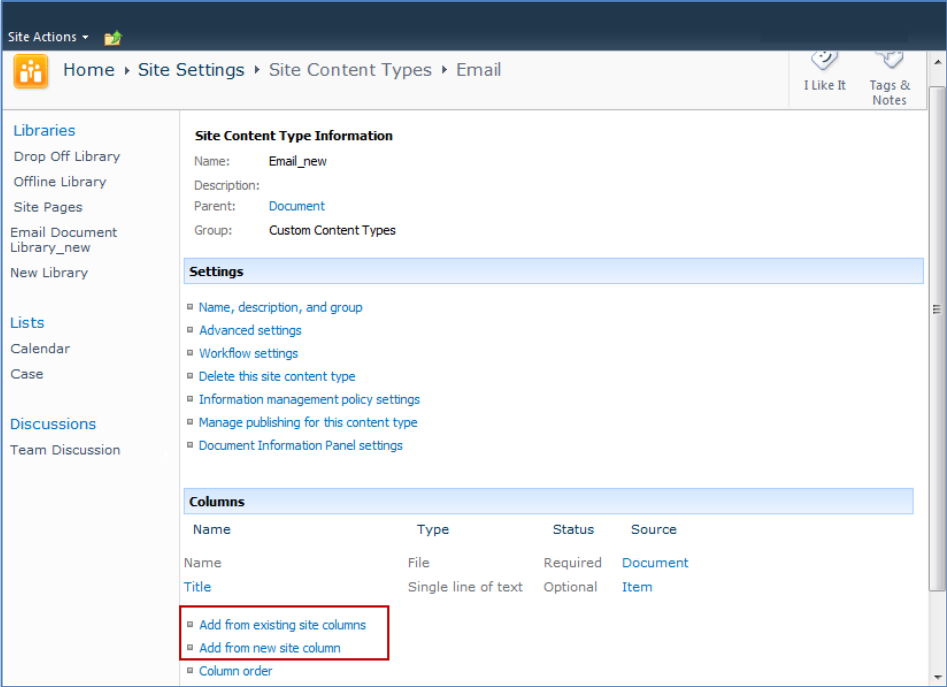 Site Actions
Home › Site Settings › Site Content Types › Email
I Like It
Tags &
Notes
Libraries
Drop Off Library
Offline Library
Site Pages
Email Document
Library_new
New Library
Lists
Calendar
Case
Discussions
Team Discussion
Site Content Type Information
Name: Email_new
Description:
Parent: Document
Group: Custom Content Types
Settings
Name, description, and group
Advanced settings
Workflow settings
Delete this site content type
Information management policy settings
Manage publishing for this content type
Document Information Panel settings
Columns
Name Type Status Source
Name File Required Document
Title Single line of text Optional Item
Add from existing site columns
Add from new site column
Column order